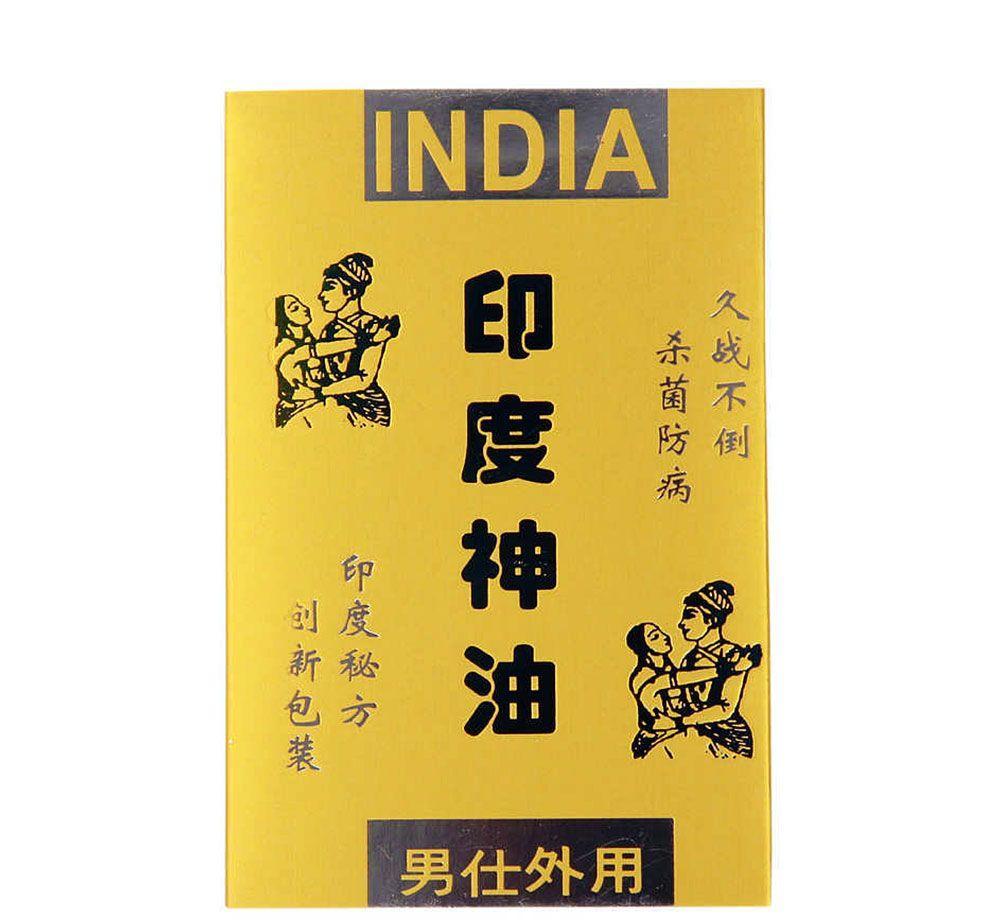 INDIA
久战不倒
杀菌防病
印度神油
印度秘方
创新包装
男仕外用